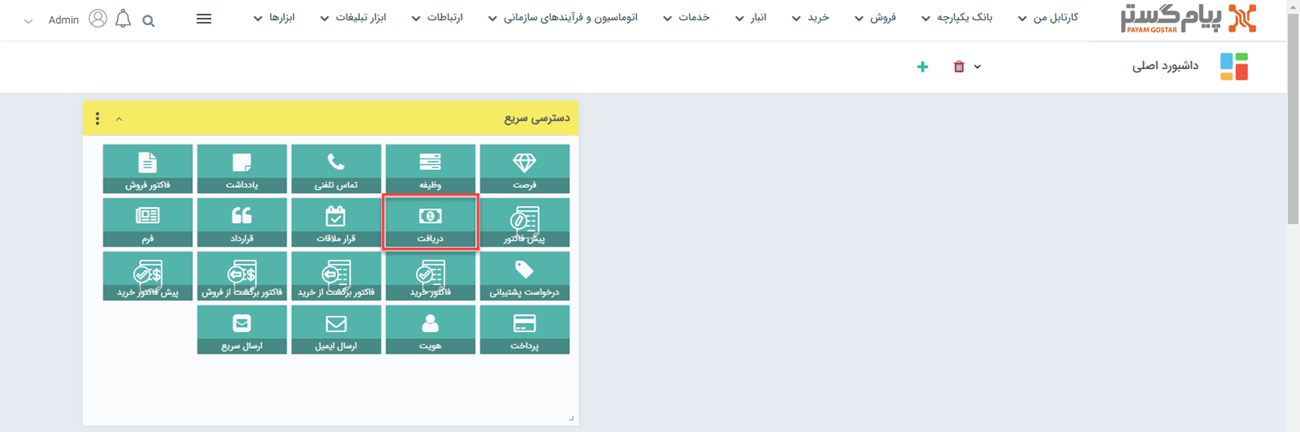 پیام‌گستر
PAYAM GOSTAR
کارتابل من
بانک یکپارچه
فروش
خرید
انبار
خدمات
اتوماسیون و فرآیندهای سازمانی
ارتباطات
ابزار تبلیغات
ابزارها
Admin
داشبورد اصلی
دسترسی سریع
فرصت
وظیفه
تماس تلفنی
یادداشت
فاکتور فروش
پیش فاکتور
دریافت
قرار ملاقات
قرارداد
فرم
درخواست پشتیبانی
فاکتور خرید
فاکتور برگشت از خرید
فاکتور برگشت از فروش
پیش فاکتور خرید
پرداخت
هویت
ارسال ایمیل
ارسال سریع